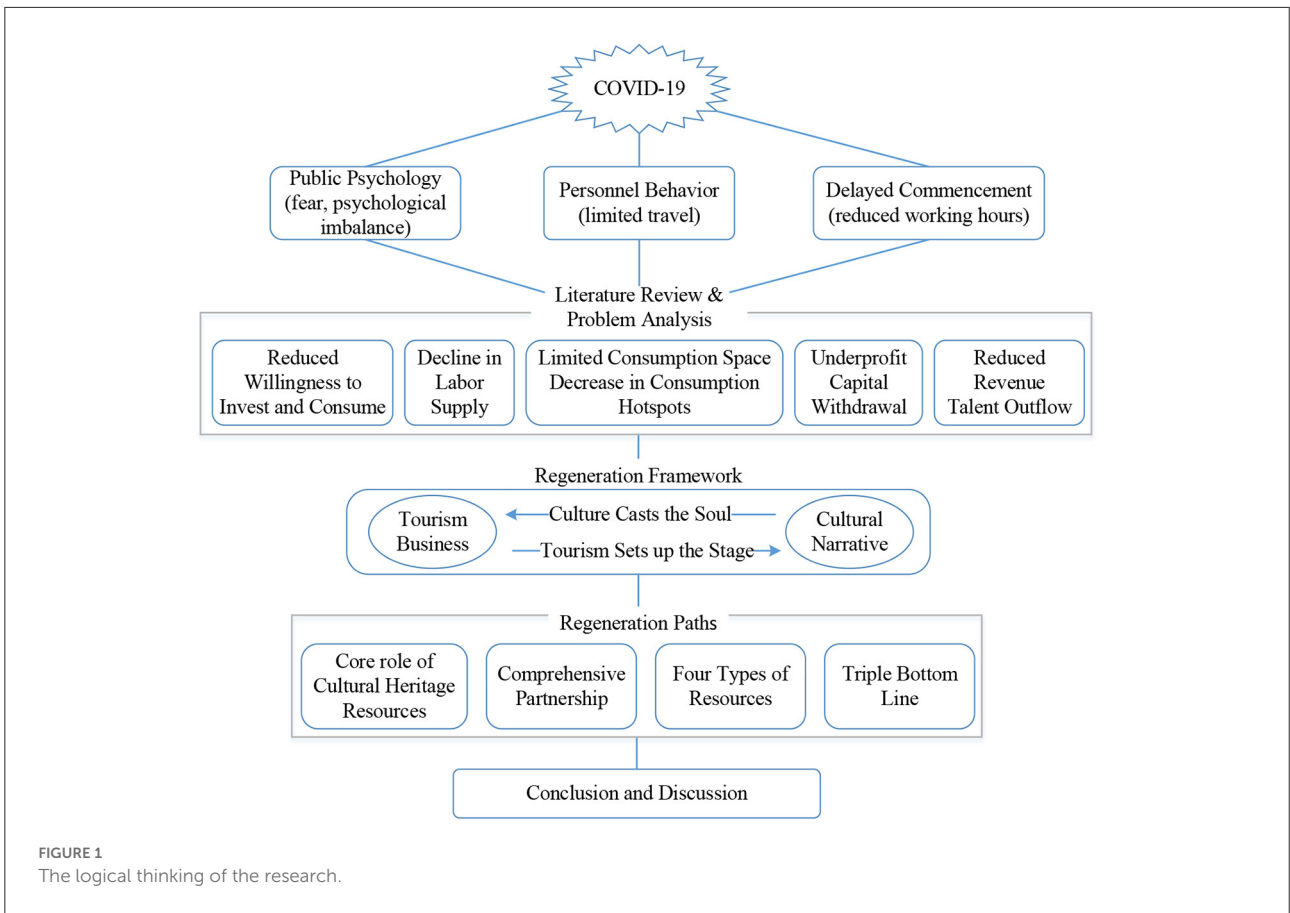 COVID-19
Public Psychology
(fear, psychological
imbalance)
Personnel Behavior
(limited travel)
Delayed Commencement
(reduced working hours)
Literature Review &
Problem Analysis
Reduced
Willingness to
Invest and Consume
Decline in
Labor
Supply
Limited Consumption Space
Decrease in Consumption
Hotspots
Underprofit
Capital
Withdrawal
Reduced
Revenue
Talent Outflow
Regeneration Framework
Tourism
Business
Culture Casts the Soul
Tourism Sets up the Stage
Cultural
Narrative
Regeneration Paths
Core role of
Cultural Heritage
Resources
Comprehensive
Partnership
Four Types of
Resources
Triple Bottom
Line
Conclusion and Discussion
FIGURE 1
The logical thinking of the research.